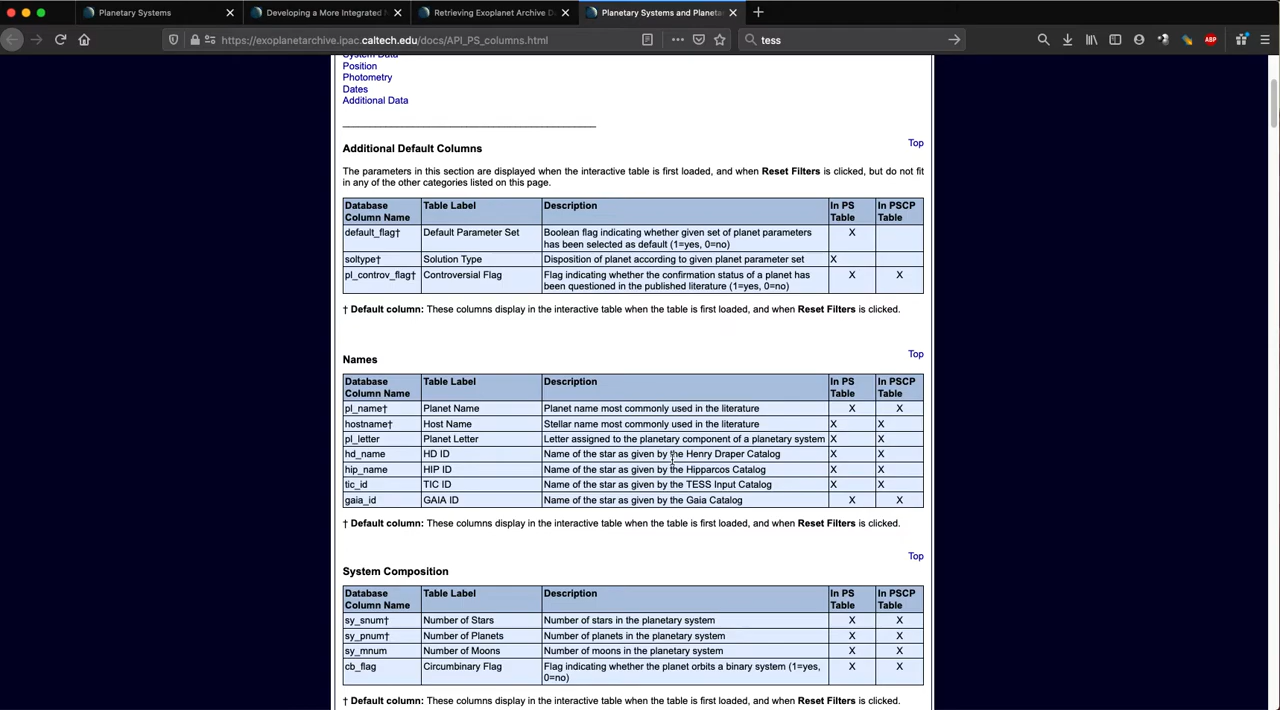 Planetary Systems
Developing a More Integrated
Retrieving Exoplanet Archive D
Planetary Systems and Planeta
https://exoplanetarchive.ipac.caltech.edu/docs/API_PS_columns.html
tess
ABP
System Data
Position
Photometry
Dates
Additional Data
Top
Additional Default Columns
The parameters in this section are displayed when the interactive table is first loaded, and when Reset Filters is clicked, but do not fit
in any of the other categories listed on this page.
Database Column Name Table Label Description In PS Table In PSCP Table
default_flag† Default Parameter Set Boolean flag indicating whether given set of planet parameters has been selected as default (1=yes, 0=no) X
soltype† Solution Type Disposition of planet according to given planet parameter set X
pl_controv_flag† Controversial Flag Flag indicating whether the confirmation status of a planet has been questioned in the published literature (1=yes, 0=no) X X
† Default column: These columns display in the interactive table when the table is first loaded, and when Reset Filters is clicked.
Top
Names
Database Column Name Table Label Description In PS Table In PSCP Table
pl_name† Planet Name Planet name most commonly used in the literature X X
hostname† Host Name Stellar name most commonly used in the literature X X
pl_letter Planet Letter Letter assigned to the planetary component of a planetary system X X
hd_name HD ID Name of the star as given by the Henry Draper Catalog X X
hip_name HIP ID Name of the star as given by the Hipparcos Catalog X X
tic_id TIC ID Name of the star as given by the TESS Input Catalog X X
gaia_id GAIA ID Name of the star as given by the Gaia Catalog X X
† Default column: These columns display in the interactive table when the table is first loaded, and when Reset Filters is clicked.
Top
System Composition
Database Column Name Table Label Description In PS Table In PSCP Table
sy_snum† Number of Stars Number of stars in the planetary system X X
sy_pnum† Number of Planets Number of planets in the planetary system X X
sy_mnum Number of Moons Number of moons in the planetary system X X
cb_flag Circumbinary Flag Flag indicating whether the planet orbits a binary system (1=yes, 0=no) X X
† Default column: These columns display in the interactive table when the table is first loaded, and when Reset Filters is clicked.